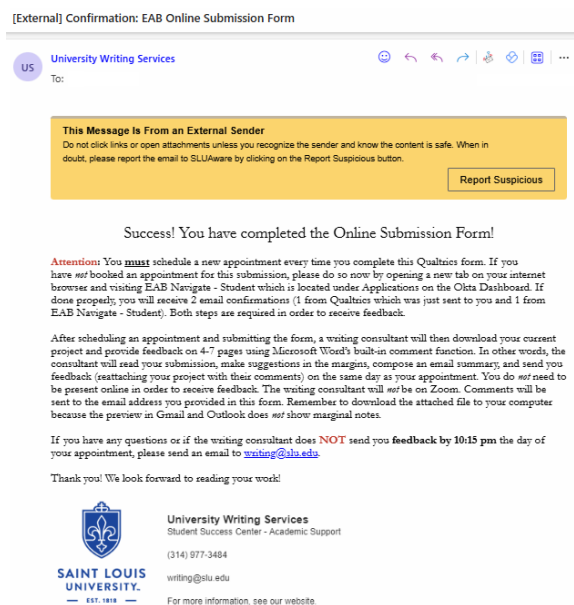 [External] Confirmation: EAB Online Submission Form
US
University Writing Services
To:
This Message Is From an External Sender
Do not click links or open attachments unless you recognize the sender and know the content is safe. When in
doubt, please report the email to SLUAware by clicking on the Report Suspicious button.
Report Suspicious
Success! You have completed the Online Submission Form!
Attention: You must schedule a new appointment every time you complete this Qualtrics form. If you
have not booked an appointment for this submission, please do so now by opening a new tab on your internet
browser and visiting EAB Navigate - Student which is located under Applications on the Okta Dashboard. If
done properly, you will receive 2 email confirmations (1 from Qualtrics which was just sent to you and 1 from
EAB Navigate - Student). Both steps are required in order to receive feedback.
After scheduling an appointment and submitting the form, a writing consultant will then download your current
project and provide feedback on 4-7 pages using Microsoft Word's built-in comment function. In other words, the
consultant will read your submission, make suggestions in the margins, compose an email summary, and send you
feedback (reattaching your project with their comments) on the same day as your appointment. You do not need to
be present online in order to receive feedback. The writing consultant will not be on Zoom. Comments will be
sent to the email address you provided in this form. Remember to download the attached file to your computer
because the preview in Gmail and Outlook does not show marginal notes.
If you have any questions or if the writing consultant does NOT send you feedback by 10:15 pm the day of
your appointment, please send an email to writing@slu.edu.
Thank you! We look forward to reading your work!
University Writing Services
Student Success Center - Academic Support
(314) 977-3484
writing@slu.edu
For more information, see our website.
SAINT LOUIS
UNIVERSITY.
EST. 1818